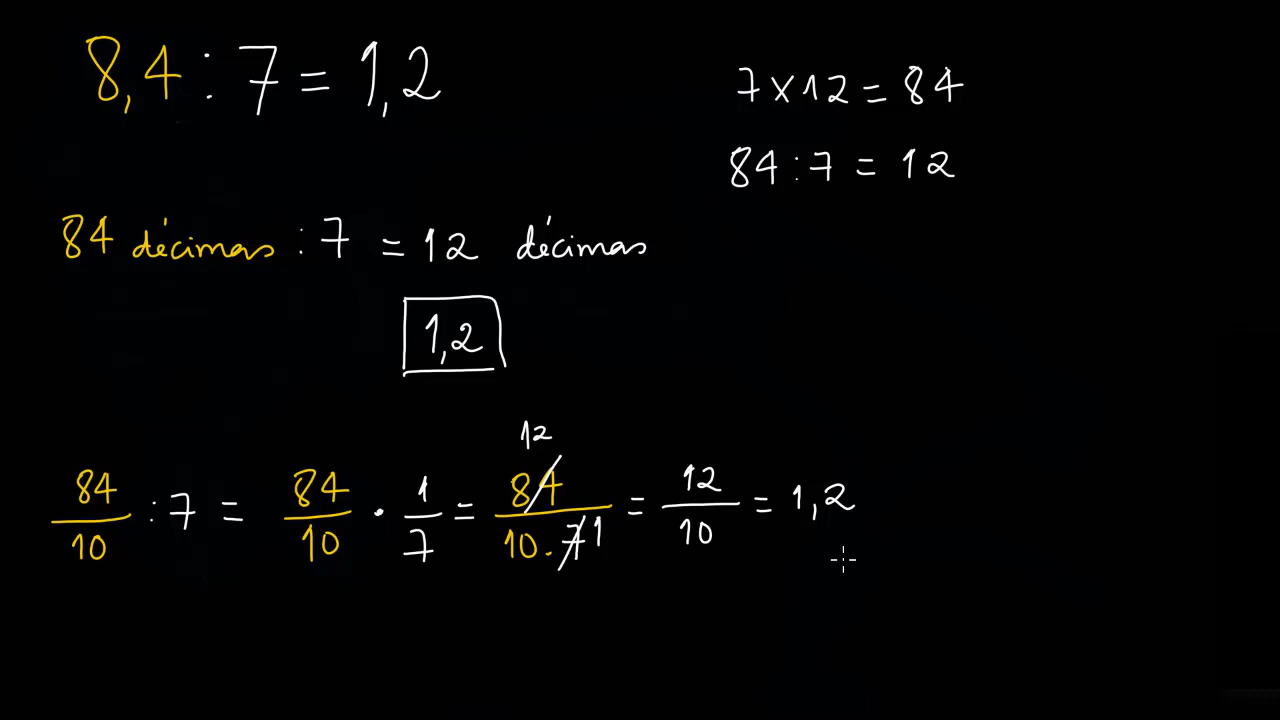 8,4 : 7 = 1,2
7 x 12 = 84
84 : 7 = 12
84 décimas : 7 = 12 décimas
1,2
84/10 : 7 = 84/10 · 1/7 = 84/10·7 12 1 = 12/10 = 1,2